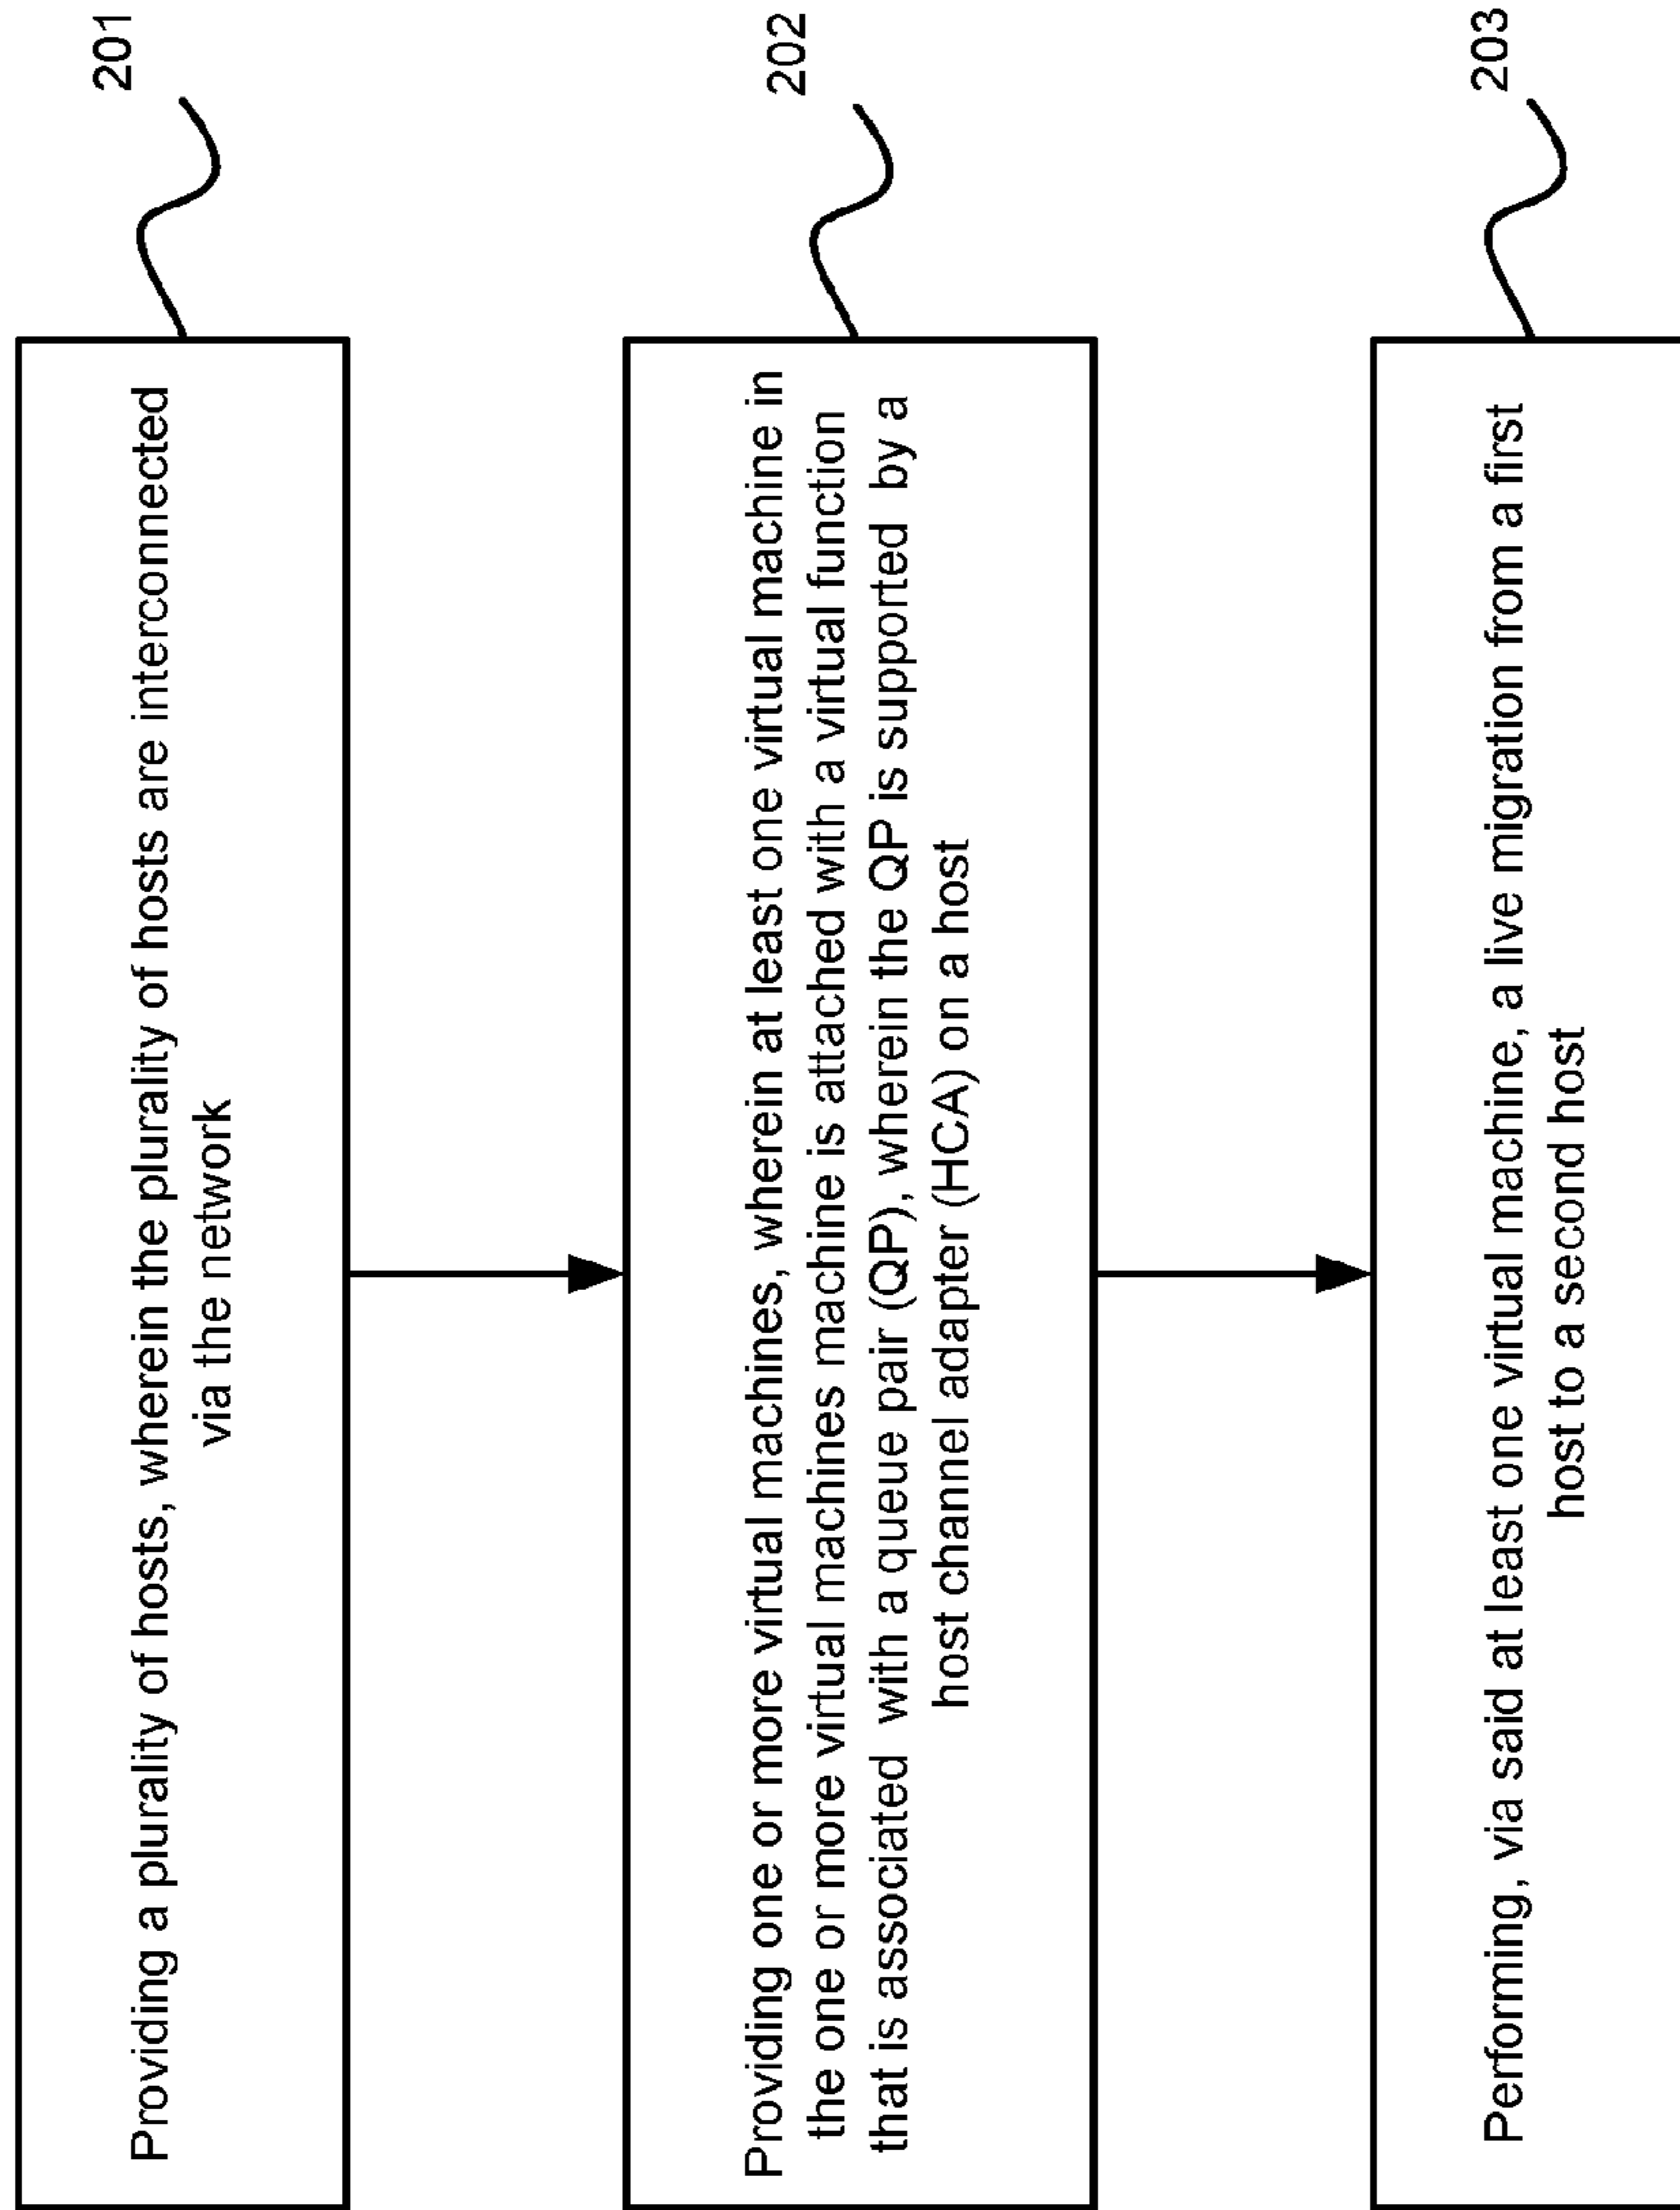 201
Providing a plurality of hosts, wherein the plurality of hosts are interconnected
via the network
202
Providing one or more virtual machines, wherein at least one virtual machine in
the one or more virtual machines machine is attached with a virtual function
that is associated with a queue pair (QP), wherein the QP is supported by a
host channel adapter (HCA) on a host
203
Performing, via said at least one virtual machine, a live migration from a first
host to a second host